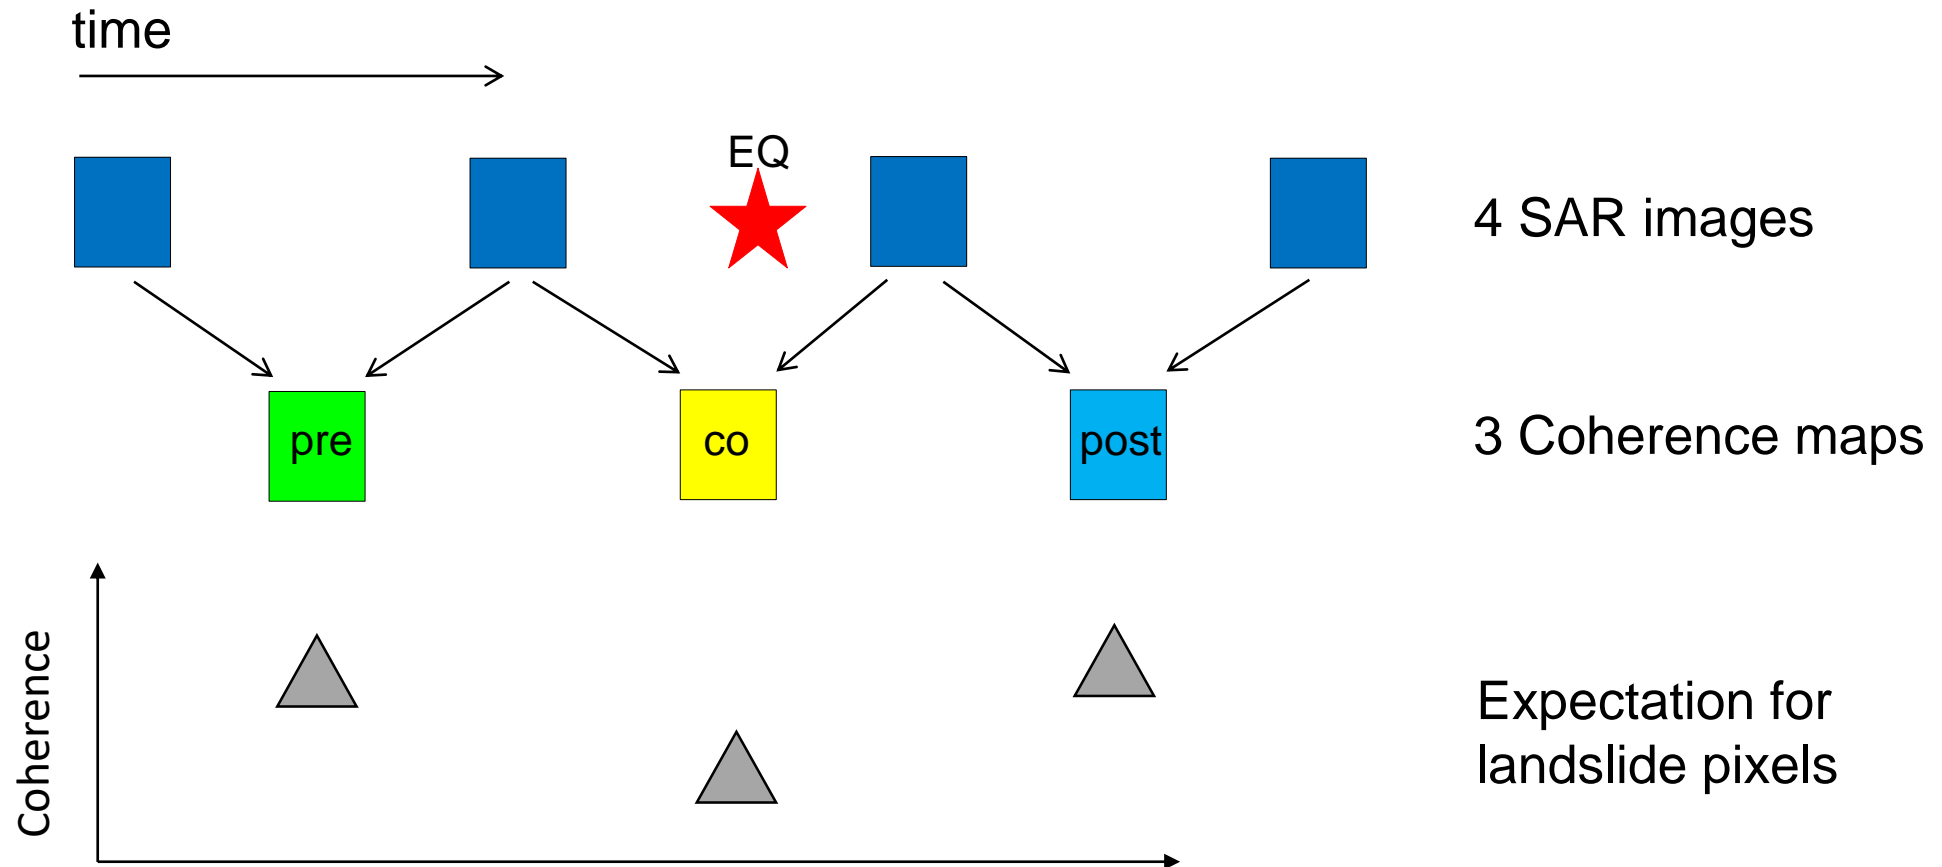 time
EQ
4 SAR images
pre
co
post
3 Coherence maps
Coherence
Expectation for
landslide pixels